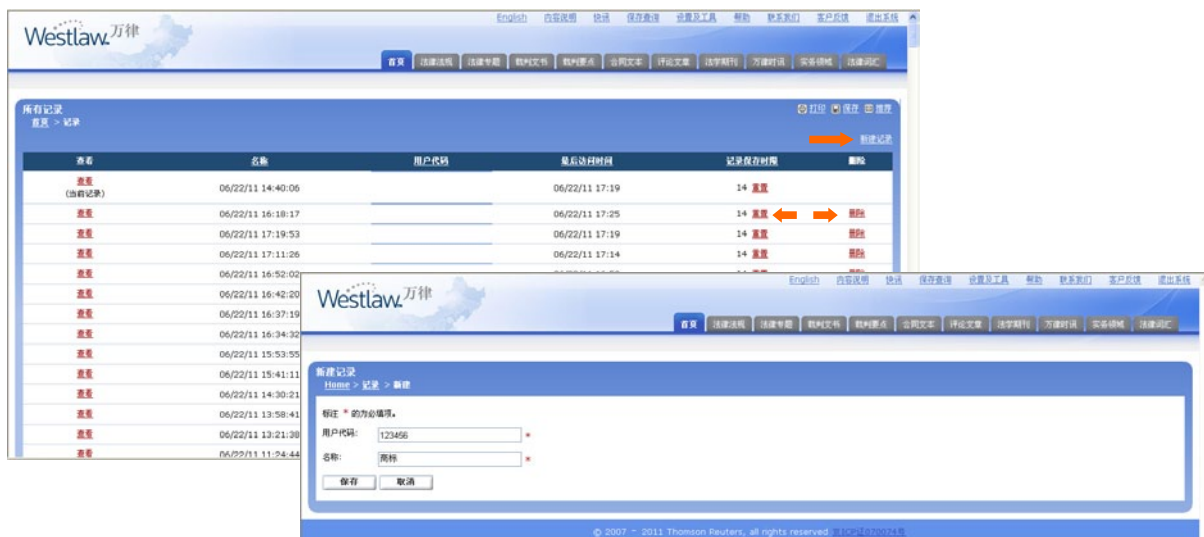 English 内容说明 快讯 保存查询 设置及工具 帮助 联系我们 客户反馈 退出系统
Westlaw 万律
首页 法律法规 法律专题 裁判文书 裁判要点 合同文本 评论文章 法学期刊 万律时讯 实务领域 法律词汇
所有记录 打印 保存 推荐
首页 > 记录
新建记录
查看 名称 用户代码 最后访问时间 记录保存时限 删除
查看 06/22/11 14:40:06 06/22/11 17:19 14 重置
(当前记录)
查看 06/22/11 16:18:17 06/22/11 17:25 14 重置 删除
查看 06/22/11 17:19:53 06/22/11 17:19 14 重置 删除
查看 06/22/11 17:11:26 06/22/11 17:14 14 重置 删除
查看 06/22/11 16:52:02
查看 06/22/11 16:42:20
查看 06/22/11 16:37:19
查看 06/22/11 16:34:32
查看 06/22/11 15:53:55
查看 06/22/11 15:41:11
查看 06/22/11 14:30:21
查看 06/22/11 13:58:41
查看 06/22/11 13:21:38
查看 06/22/11 11:24:44
English 内容说明 快讯 保存查询 设置及工具 帮助 联系我们 客户反馈 退出系统
Westlaw 万律
首页 法律法规 法律专题 裁判文书 裁判要点 合同文本 评论文章 法学期刊 万律时讯 实务领域 法律词汇
新建记录
Home > 记录 > 新建
标注 * 的为必填项。
用户代码: 123456 *
名称: 商标 *
保存 取消
© 2007 - 2011 Thomson Reuters, all rights reserved 京ICP证070074号